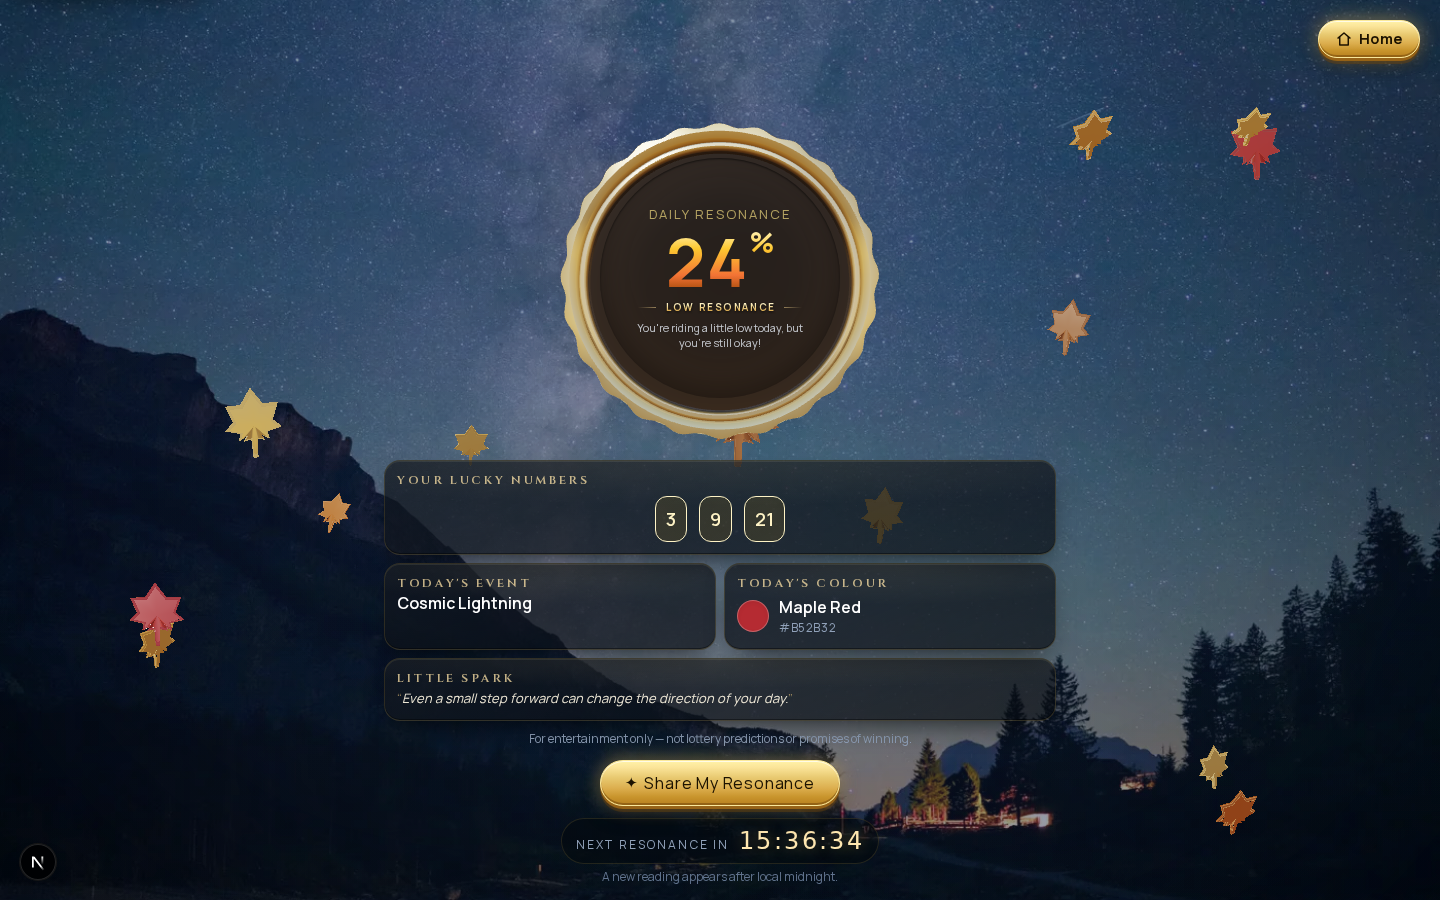 Home
DAILY RESONANCE
24%
LOW RESONANCE
You're riding a little low today, but
you're still okay!
YOUR LUCKY NUMBERS
3 9 21
TODAY'S EVENT
Cosmic Lightning
TODAY'S COLOUR
Maple Red
#B52B32
LITTLE SPARK
“Even a small step forward can change the direction of your day.”
For entertainment only — not lottery predictions or promises of winning.
✦ Share My Resonance
NEXT RESONANCE IN 15:36:34
A new reading appears after local midnight.
N